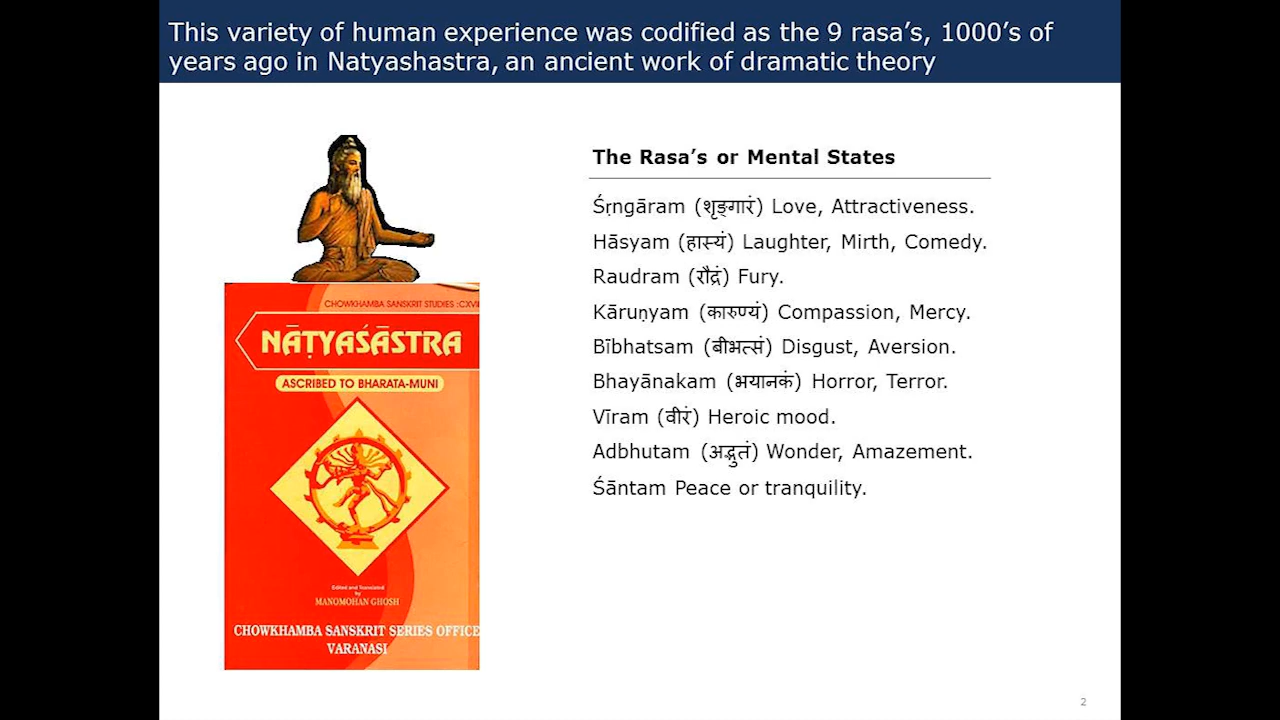 This variety of human experience was codified as the 9 rasa’s, 1000’s of
years ago in Natyashastra, an ancient work of dramatic theory
The Rasa’s or Mental States
Śṛngāram (शृङ्गारं) Love, Attractiveness.
Hāsyam (हास्यं) Laughter, Mirth, Comedy.
Raudram (रौद्रं) Fury.
Kāruṇyam (कारुण्यं) Compassion, Mercy.
Bībhatsam (बीभत्सं) Disgust, Aversion.
Bhayānakam (भयानकं) Horror, Terror.
Vīram (वीरं) Heroic mood.
Adbhutam (अद्भुतं) Wonder, Amazement.
Śāntam Peace or tranquility.
CHOWKHAMBA SANSKRIT STUDIES :CXVI
NĀṬYAŚĀSTRA
ASCRIBED TO BHARATA-MUNI
Edited and Translated
by
MANOMOHAN GHOSH
CHOWKHAMBA SANSKRIT SERIES OFFICE
VARANASI
2